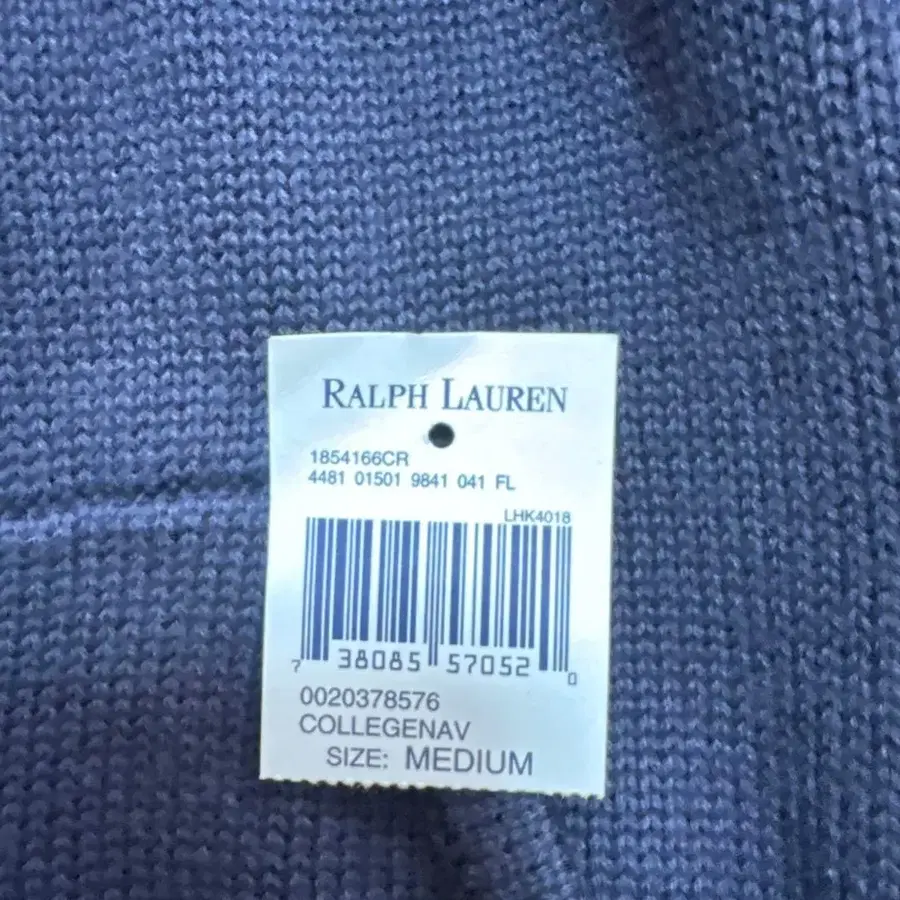 RALPH LAUREN
1854166CR
4481 01501 9841 041 FL
LHK4018
7 38085 57052 0
0020378576
COLLEGENAV
SIZE: MEDIUM